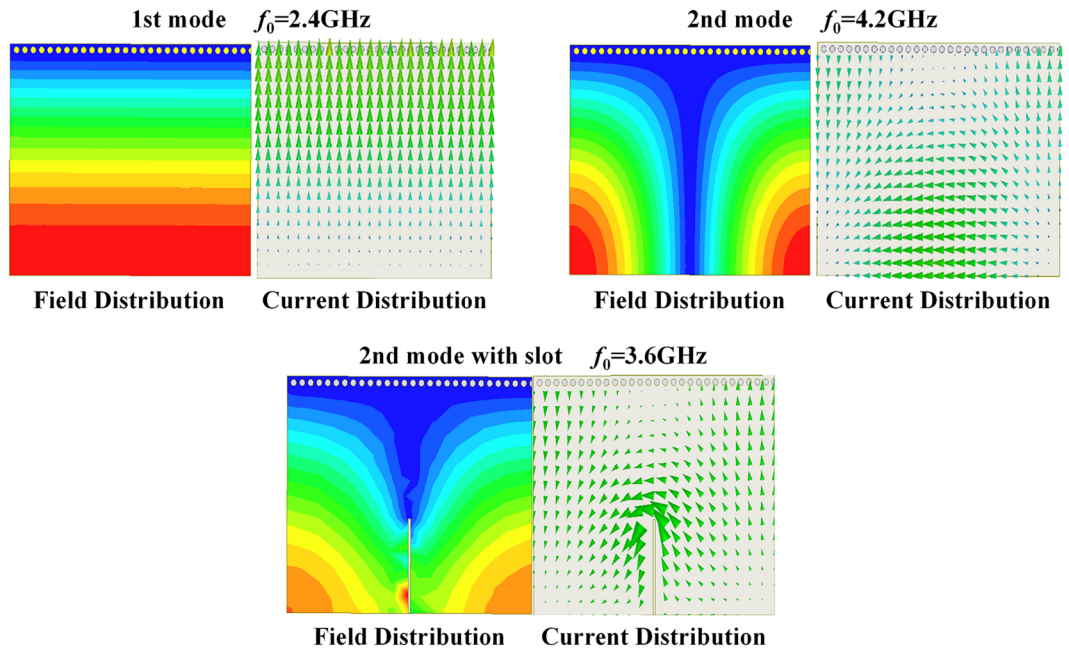 1st mode f0=2.4GHz
2nd mode f0=4.2GHz
Field Distribution Current Distribution
Field Distribution Current Distribution
2nd mode with slot f0=3.6GHz
Field Distribution Current Distribution